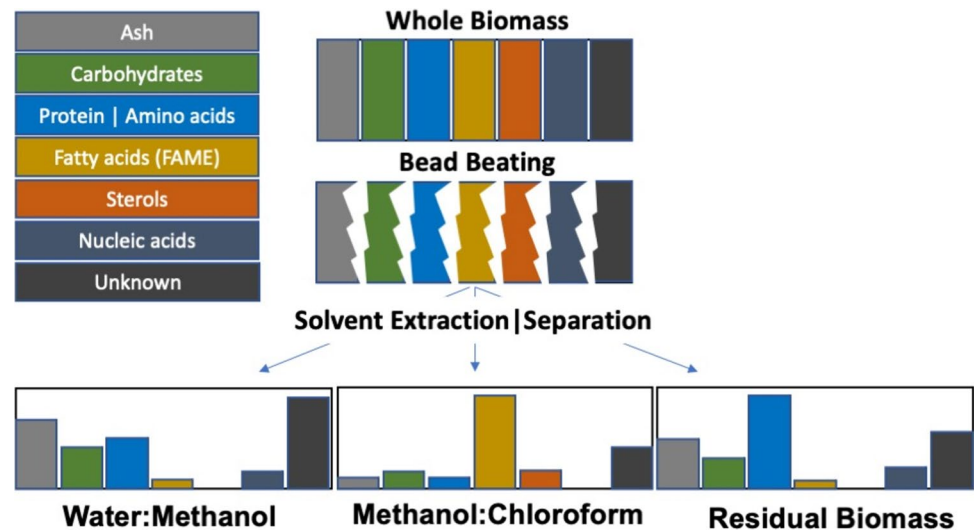 Ash
Carbohydrates
Protein | Amino acids
Fatty acids (FAME)
Sterols
Nucleic acids
Unknown
Whole Biomass
Bead Beating
Solvent Extraction|Separation
Water:Methanol
Methanol:Chloroform
Residual Biomass